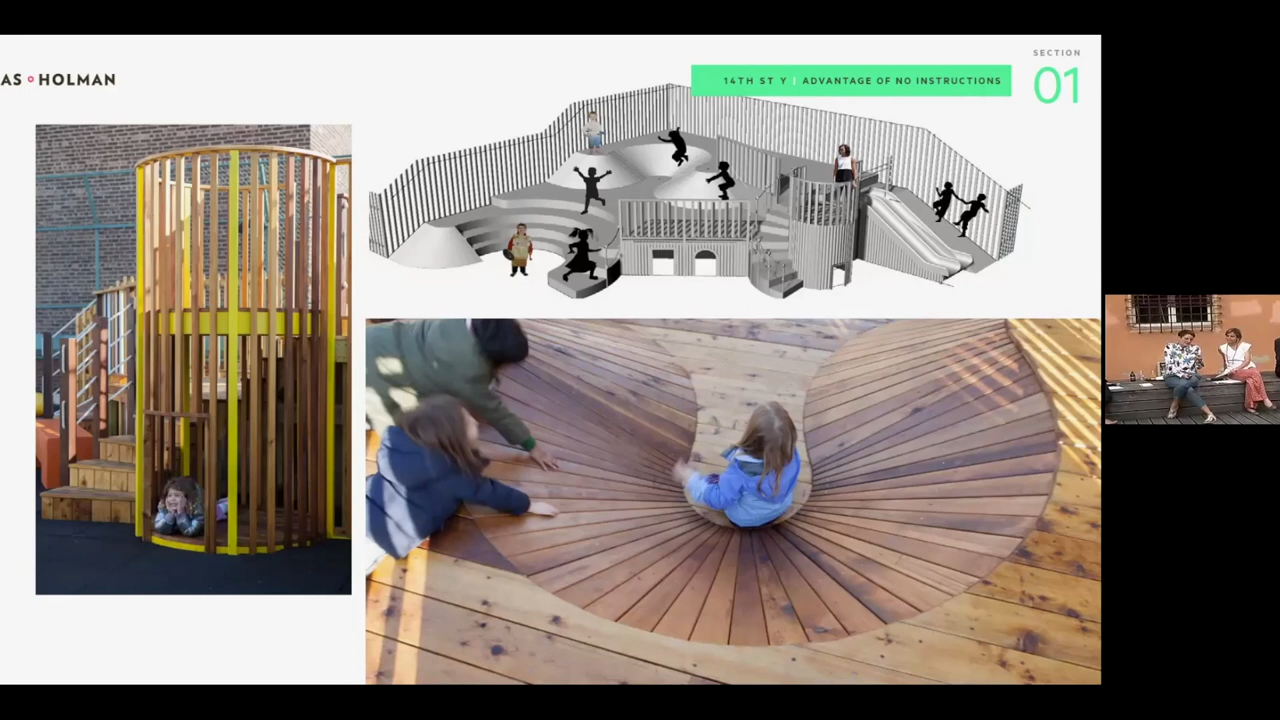 SECTION
AS HOLMAN
14TH ST Y | ADVANTAGE OF NO INSTRUCTIONS
01